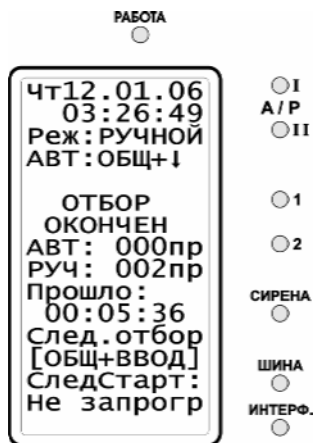 РАБОТА
Чт12.01.06
03:26:49
Реж:РУЧНОЙ
АВТ:ОБЩ+↓
ОТБОР
ОКОНЧЕН
АВТ: 000пр
РУЧ: 002пр
Прошло:
00:05:36
След.отбор
[ОБЩ+ВВОД]
СледСтарт:
Не запрогр
I
А / Р
II
1
2
СИРЕНА
ШИНА
ИНТЕРФ.